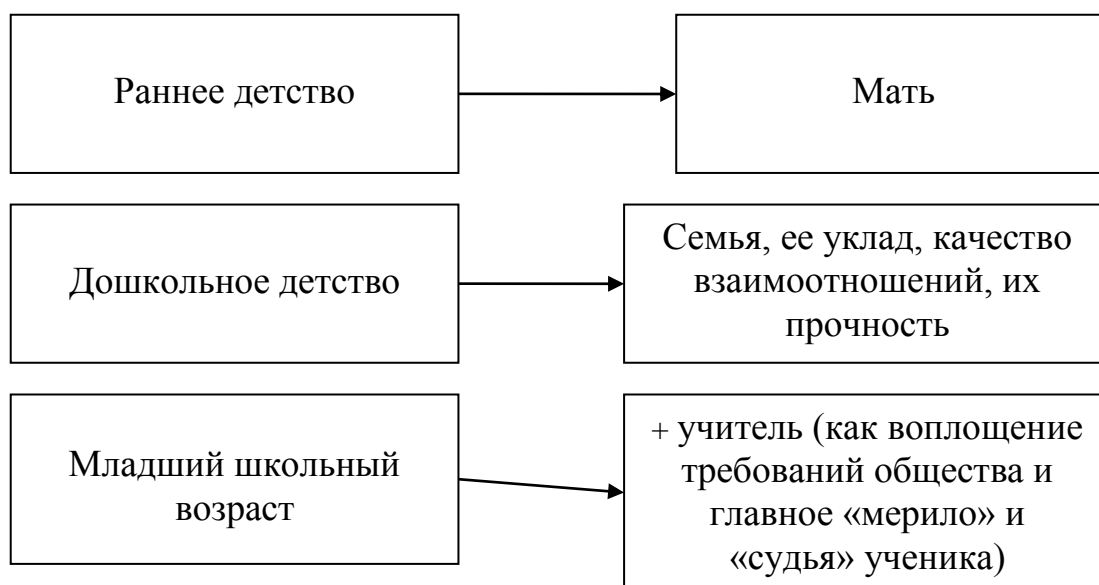 Раннее детство
Мать
Дошкольное детство
Семья, ее уклад, качество
взаимоотношений, их
прочность
Младший школьный
возраст
+ учитель (как воплощение
требований общества и
главное «мерило» и
«судья» ученика)